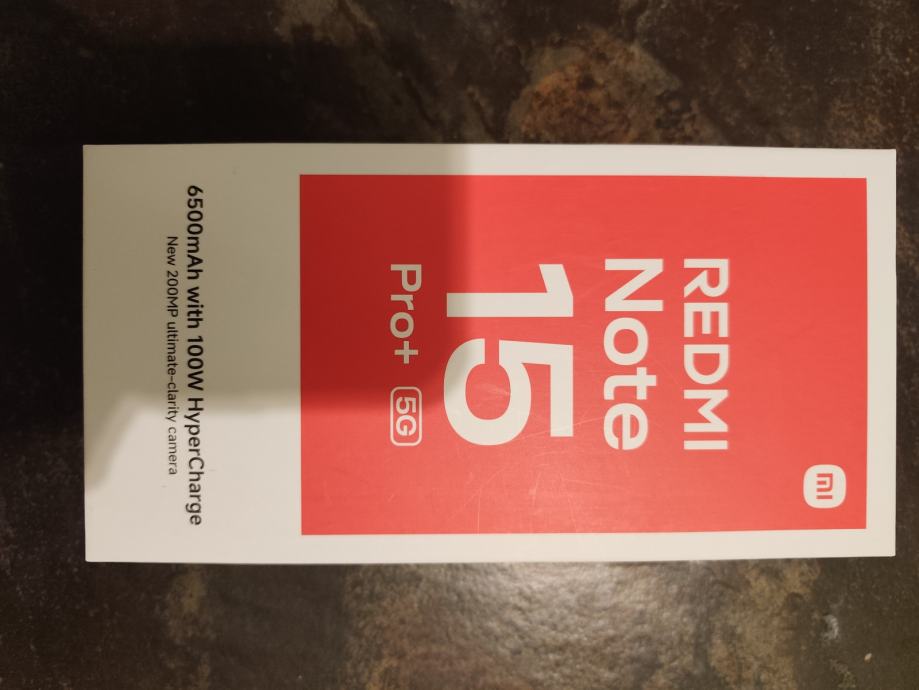 mi
REDMI
Note
15
Pro+ 5G
6500mAh with 100W HyperCharge
New 200MP ultimate-clarity camera